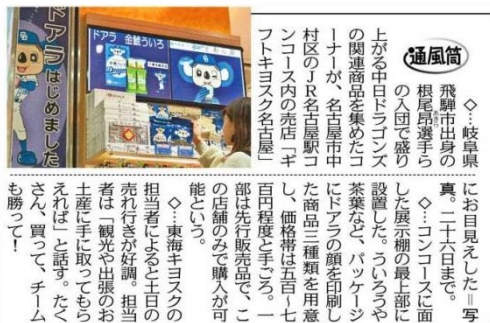 ドアラはじめました
ドアラ 金鯱ういろ
通風筒
◇…岐阜県
飛騨市出身の
根尾昂選手ら
の入団で盛り
上がる中日ドラゴンズ
の関連商品を集めたコ
ーナーが、名古屋市中
村区のJR名古屋駅コ
ンコース内の売店「ギ
フトキヨスク名古屋」
にお目見えした=写
真。二十六日まで。
◇…コンコースに面
した展示棚の最上部に
設置した。ういろうや
茶葉など、パッケージ
にドアラの顔を印刷し
た商品三種類を用意
し、価格帯は五百〜七
百円程度と手ごろ。一
部は先行販売品で、こ
の店舗のみで購入が可
能という。
◇…東海キヨスクの
担当者によると土日の
売れ行きが好調。担当
者は「観光や出張のお
土産に手に取ってもら
えれば」と話す。たく
さん、買って、チーム
も勝って!